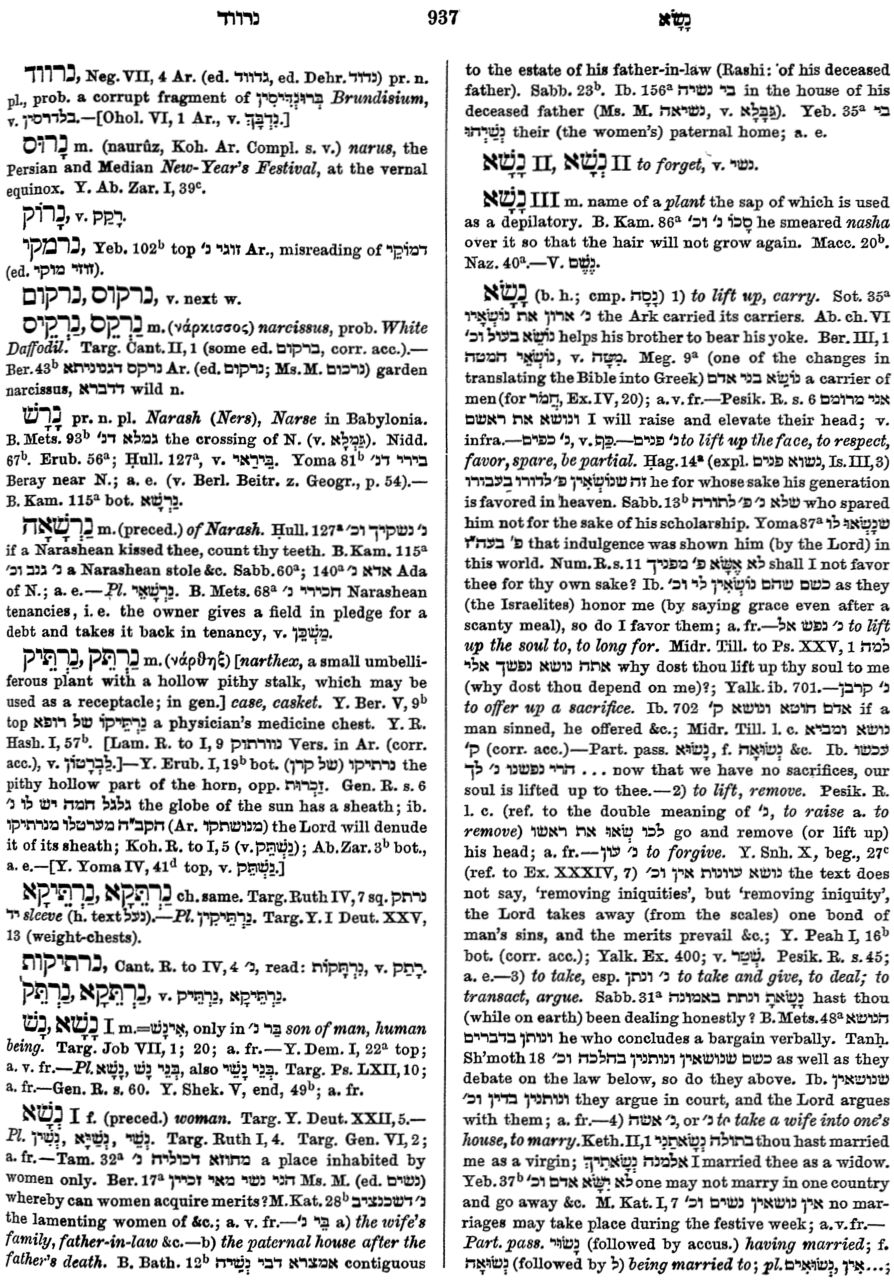 נרווד 937 נָשָׂא
נרווד, Neg. VII, 4 Ar. (ed. גדווד, ed. Dehr. נדוד) pr. n.
pl., prob. a corrupt fragment of בְּרוּנְדִיסִין Brundisium,
v. בלדרסין.—[Ohol. VI, 1 Ar., v. נִדְבָּךְ.]
נָרוּס m. (naurûz, Koh. Ar. Compl. s. v.) narus, the
Persian and Median New-Year's Festival, at the vernal
equinox. Y. Ab. Zar. I, 39c.
נָרוֹק, v. רָקַק.
נרמקי, Yeb. 102b top זוגי נ' Ar., misreading of דמוקי
(ed. זוזי מוקי).
נרקוס, נרקום, v. next w.
נַרְקֵס, נַרְקֵיס m. (νάρκισσος) narcissus, prob. White
Daffodil. Targ. Cant. II, 1 (some ed. ברקום, corr. acc.).—
Ber. 43b נרקס דגנוניתא Ar. (ed. נרקום; Ms. M. נרכום) garden
narcissus, דדברא wild n.
נָרָשׁ pr. n. pl. Narash (Ners), Narse in Babylonia.
B. Mets. 93b גמלא דנ' the crossing of N. (v. גַּמְלָא). Nidd.
67b. Erub. 56a; Ḥull. 127a, v. בֵּירַאֵי. Yoma 81b בירי דנ'
Beray near N.; a. e. (v. Berl. Beitr. z. Geogr., p. 54).—
B. Kam. 115a bot. נַרְשָׁא.
נַרְשָׁאָה m. (preced.) of Narash. Ḥull. 127a נ' נשקיך וכ'
if a Narashean kissed thee, count thy teeth. B. Kam. 115a
נ' גנב וכ' a Narashean stole &c. Sabb. 60a; 140a אדא נ' Ada
of N.; a. e.—Pl. נַרְשָׁאֵי. B. Mets. 68a חכירי נ' Narashean
tenancies, i. e. the owner gives a field in pledge for a
debt and takes it back in tenancy, v. מַשְׁכֵּן.
נַרְתֵּק, נַרְתֵּיק m. (νάρθηξ) [narthex, a small umbelli-
ferous plant with a hollow pithy stalk, which may be
used as a receptacle; in gen.] case, casket. Y. Ber. V, 9b
top נַרְתֵּיקוֹ של רופא a physician's medicine chest. Y. R.
Hash. I, 57b. [Lam. R. to I, 9 נוורתוק Vers. in Ar. (corr.
acc.), v. לַבְרָטוֹן.]—Y. Erub. I, 19b bot. נרתיקו (של קרן) the
pithy hollow part of the horn, opp. זַכְרוּת. Gen. R. s. 6
גלגל חמה יש לו נ' the globe of the sun has a sheath; ib.
הקב"ה מערטלו מנרתיקו (Ar. מנושתקו) the Lord will denude
it of its sheath; Koh. R. to I, 5 (v. נַשְׁתֵּק); Ab. Zar. 3b bot.,
a. e.—[Y. Yoma IV, 41d top, v. נַשְׁתֵּק.]
נַרְתֵּקָא, נַרְתֵּיקָא ch. same. Targ. Ruth IV, 7 sq. נרתק
יד sleeve (h. text נעל).—Pl. נַרְתֵּיקִין. Targ. Y. I Deut. XXV,
13 (weight-chests).
נרתיקות, Cant. R. to IV, 4 נ', read: נִרְתָּקוֹת, v. רָתַק.
נַרְתְּקָא, נַרְתֵּק, v. נַרְתֵּיקָא, נַרְתֵּיק.
נָשָׁא, נָשׁ I m.=אֵינָשׁ, only in בַּר נ' son of man, human
being. Targ. Job VII, 1; 20; a. fr.—Y. Dem. I, 22a top;
a. v. fr.—Pl. בְּנֵי נָשׁ, נָשָׁא, also בְּנֵי נָשֵׁי. Targ. Ps. LXII, 10;
a. fr.—Gen. R. s. 60. Y. Shek. V, end, 49b; a. fr.
נְשָׁא I f. (preced.) woman. Targ. Y. Deut. XXII, 5.—
Pl. נְשֵׁי, נְשַׁיָּא, נְשִׁין. Targ. Ruth I, 4. Targ. Gen. VI, 2;
a. fr.—Tam. 32a מחוזא דכוליה נ' a place inhabited by
women only. Ber. 17a הני נשי מאי זכיין Ms. M. (ed. נשים)
whereby can women acquire merits? M. Kat. 28b נ' דשכנציב
the lamenting women of &c.; a. v. fr.—בי נ' a) the wife's
family, father-in-law &c.—b) the paternal house after the
father's death. B. Bath. 12b אמצרא דבי נְשֵׁיה contiguous
to the estate of his father-in-law (Rashi: of his deceased
father). Sabb. 23b. Ib. 156a בי נשיה in the house of his
deceased father (Ms. M. נשיאה, v. גַּבְּלָא). Yeb. 35a בי
נְשַׁיְהוּ their (the women's) paternal home; a. e.
נָשָׁא II, נְשָׁא II to forget, v. נשי.
נָשָׁא III m. name of a plant the sap of which is used
as a depilatory. B. Kam. 86a סָכוֹ נ' וכ' he smeared nasha
over it so that the hair will not grow again. Macc. 20b.
Naz. 40a.—V. נֶשֶׁם.
נָשָׂא (b. h.; cmp. נָסָה) 1) to lift up, carry. Sot. 35a
נ' ארון את נוֹשְׂאָיו the Ark carried its carriers. Ab. ch. VI
נוֹשֵׂא בעול וכ' helps his brother to bear his yoke. Ber. III, 1
נוֹשְׂאֵי המטה, v. מִטָּה. Meg. 9a (one of the changes in
translating the Bible into Greek) נוֹשֵׂא בני אדם a carrier of
men (for חֲמֹר, Ex. IV, 20); a. v. fr.—Pesik. R. s. 6 אני מרומם
ונושא את ראשם I will raise and elevate their head; v.
infra.—נ' כפים, v. כַּף.—נ' פנים to lift up the face, to respect,
favor, spare, be partial. Ḥag. 14a (expl. נשוא פנים, Is. III, 3)
זה שנושאין פ' לדורו בעבורו he for whose sake his generation
is favored in heaven. Sabb. 13b שלא נ' פ' לתורה who spared
him not for the sake of his scholarship. Yoma 87a שנָשְׂאוּ לו
פ' בעה"ז that indulgence was shown him (by the Lord) in
this world. Num. R. s. 11 לא אֶשָּׂא פ' מפניך shall I not favor
thee for thy own sake? Ib. כשם שהם נוֹשְׂאִין לי וכ' as they
(the Israelites) honor me (by saying grace even after a
scanty meal), so do I favor them; a. fr.—נ' נפש אל to lift
up the soul to, to long for. Midr. Till. to Ps. XXV, 1 למה
אתה נושא נפשך אלי why dost thou lift up thy soul to me
(why dost thou depend on me)?; Yalk. ib. 701.—נ' קרבן
to offer up a sacrifice. Ib. 702 אדם חוטא ונושא ק' if a
man sinned, he offered &c.; Midr. Till. l. c. נושא ומביא
ק' (corr. acc.)—Part. pass. נָשׂוּא, f. נְשׂוּאָה &c. Ib. עכשו
הרי נפשנו נ' לך ... now that we have no sacrifices, our
soul is lifted up to thee.—2) to lift, remove. Pesik. R.
l. c. (ref. to the double meaning of נ', to raise a. to
remove) לכו שְׂאוּ את ראשו go and remove (or lift up)
his head; a. fr.—נ' עון to forgive. Y. Snh. X, beg., 27c
(ref. to Ex. XXXIV, 7) נושא עוונות אין וכ' the text does
not say, 'removing iniquities', but 'removing iniquity',
the Lord takes away (from the scales) one bond of
man's sins, and the merits prevail &c.; Y. Peah I, 16b
bot. (corr. acc.); Yalk. Ex. 400; v. שְׁטָר. Pesik. R. s. 45;
a. e.—3) to take, esp. נ' ונתן to take and give, to deal; to
transact, argue. Sabb. 31a נָשָׂאתָ ונתת באמונה hast thou
(while on earth) been dealing honestly? B. Mets. 48a הנושא
ונותן בדברים he who concludes a bargain verbally. Tanḥ.
Sh'moth 18 כשם שנושאין ונותנין בהלכה וכ' as well as they
debate on the law below, so do they above. Ib. שנושאין
ונותנין בדין וכ' they argue in court, and the Lord argues
with them; a. fr.—4) נ' אשה, or נ' to take a wife into one's
house, to marry. Keth. II, 1 בתולה נְשָׂאתַנִי thou hast married
me as a virgin; אלמנה נְשָׂאתִיךְ I married thee as a widow.
Yeb. 37b לא יִשָּׂא אדם וכ' one may not marry in one country
and go away &c. M. Kat. I, 7 אין נושאין נשים וכ' no mar-
riages may take place during the festive week; a. v. fr.—
Part. pass. נָשׂוּי (followed by accus.) having married; f.
נְשׂוּאָה (followed by ל) being married to; pl. נְשׂוּאִים, אִין...;